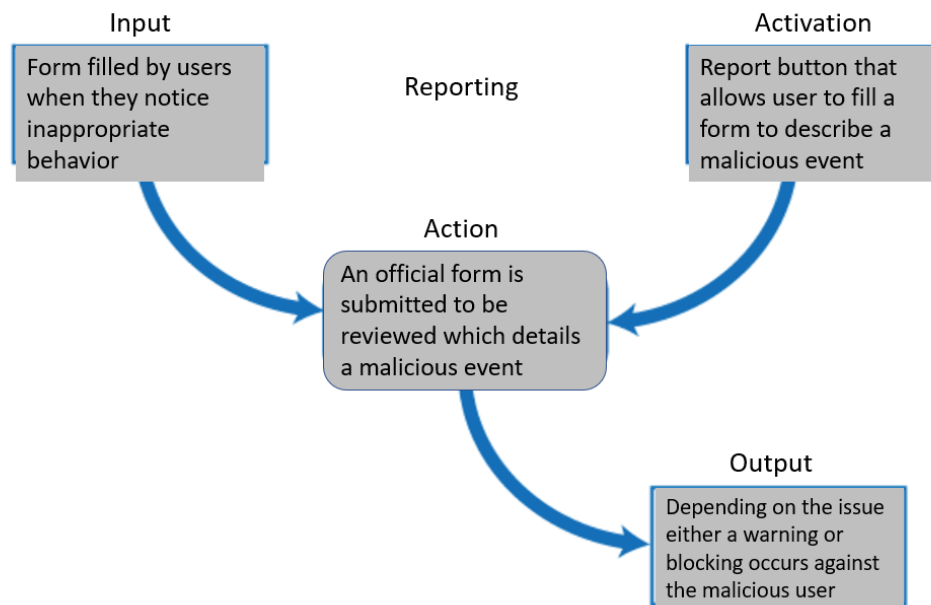 Input
Form filled by users
when they notice
inappropriate
behavior
Reporting
Activation
Report button that
allows user to fill a
form to describe a
malicious event
Action
An official form is
submitted to be
reviewed which details
a malicious event
Output
Depending on the issue
either a warning or
blocking occurs against
the malicious user